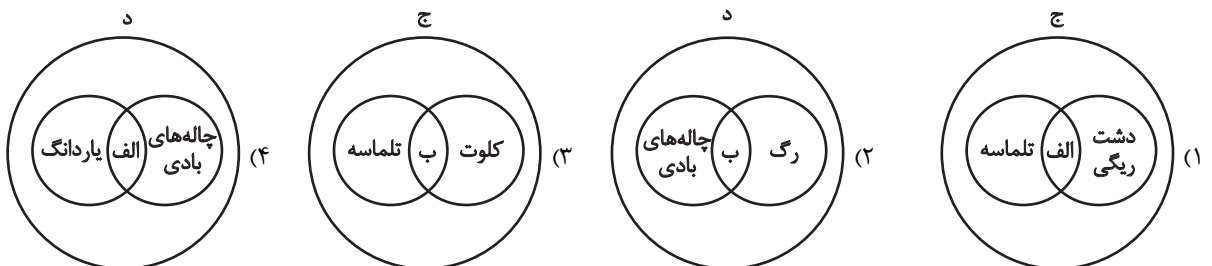 ۱) ج
دشت ریگی
الف
تلماسه
۲) د
رگ
ب
چاله‌های بادی
۳) ج
کلوت
ب
تلماسه
۴) د
چاله‌های بادی
الف
یاردانگ